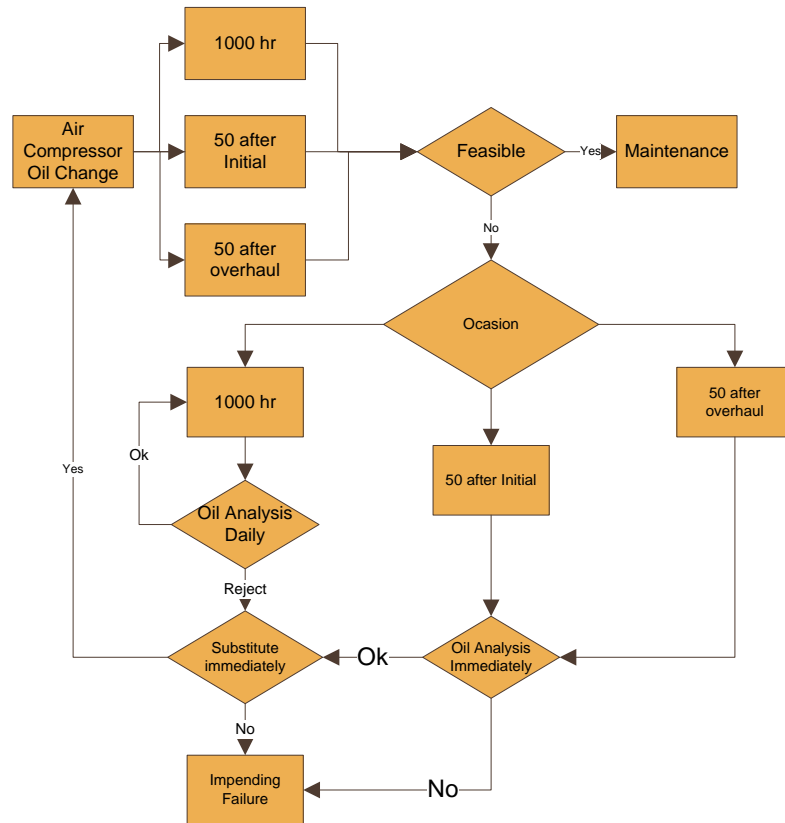 1000 hr
Air
Compressor
Oil Change
50 after
Initial
Feasible
Yes
Maintenance
50 after
overhaul
No
Ocasion
1000 hr
50 after
overhaul
Ok
Yes
50 after Initial
Oil Analysis
Daily
Reject
Substitute
immediately
Ok
Oil Analysis
Immediately
No
Impending
Failure
No